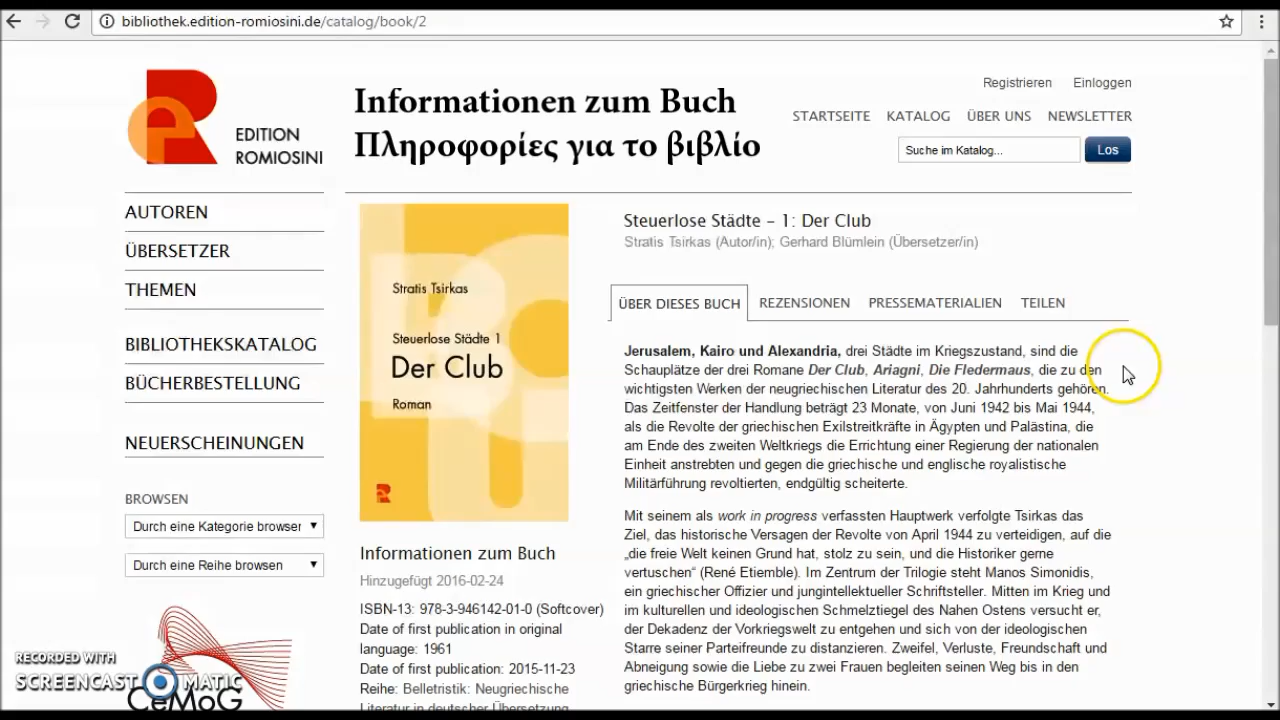 bibliothek.edition-romiosini.de/catalog/book/2
EDITION
ROMIOSINI
Informationen zum Buch
Πληροφορίες για το βιβλίο
Registrieren Einloggen
STARTSEITE KATALOG ÜBER UNS NEWSLETTER
Suche im Katalog... Los
AUTOREN
ÜBERSETZER
THEMEN
BIBLIOTHEKSKATALOG
BÜCHERBESTELLUNG
NEUERSCHEINUNGEN
BROWSEN
Durch eine Kategorie browser
Durch eine Reihe browsen
RECORDED WITH
SCREENCAST MATIC
CeMoG
Stratis Tsirkas
Steuerlose Städte 1
Der Club
Roman
Informationen zum Buch
Hinzugefügt 2016-02-24
ISBN-13: 978-3-946142-01-0 (Softcover)
Date of first publication in original
language: 1961
Date of first publication: 2015-11-23
Reihe: Belletristik: Neugriechische
Literatur in deutscher Übersetzung
Steuerlose Städte – 1: Der Club
Stratis Tsirkas (Autor/in); Gerhard Blümlein (Übersetzer/in)
ÜBER DIESES BUCH REZENSIONEN PRESSEMATERIALIEN TEILEN
Jerusalem, Kairo und Alexandria, drei Städte im Kriegszustand, sind die
Schauplätze der drei Romane Der Club, Ariagni, Die Fledermaus, die zu den
wichtigsten Werken der neugriechischen Literatur des 20. Jahrhunderts gehören.
Das Zeitfenster der Handlung beträgt 23 Monate, von Juni 1942 bis Mai 1944,
als die Revolte der griechischen Exilstreitkräfte in Ägypten und Palästina, die
am Ende des zweiten Weltkriegs die Errichtung einer Regierung der nationalen
Einheit anstrebten und gegen die griechische und englische royalistische
Militärführung revoltierten, endgültig scheiterte.
Mit seinem als work in progress verfassten Hauptwerk verfolgte Tsirkas das
Ziel, das historische Versagen der Revolte von April 1944 zu verteidigen, auf die
„die freie Welt keinen Grund hat, stolz zu sein, und die Historiker gerne
vertuschen“ (René Etiemble). Im Zentrum der Trilogie steht Manos Simonidis,
ein griechischer Offizier und jungintellektueller Schriftsteller. Mitten im Krieg und
im kulturellen und ideologischen Schmelztiegel des Nahen Ostens versucht er,
der Dekadenz der Vorkriegswelt zu entgehen und sich von der ideologischen
Starre seiner Parteifreunde zu distanzieren. Zweifel, Verluste, Freundschaft und
Abneigung sowie die Liebe zu zwei Frauen begleiten seinen Weg bis in den
griechische Bürgerkrieg hinein.